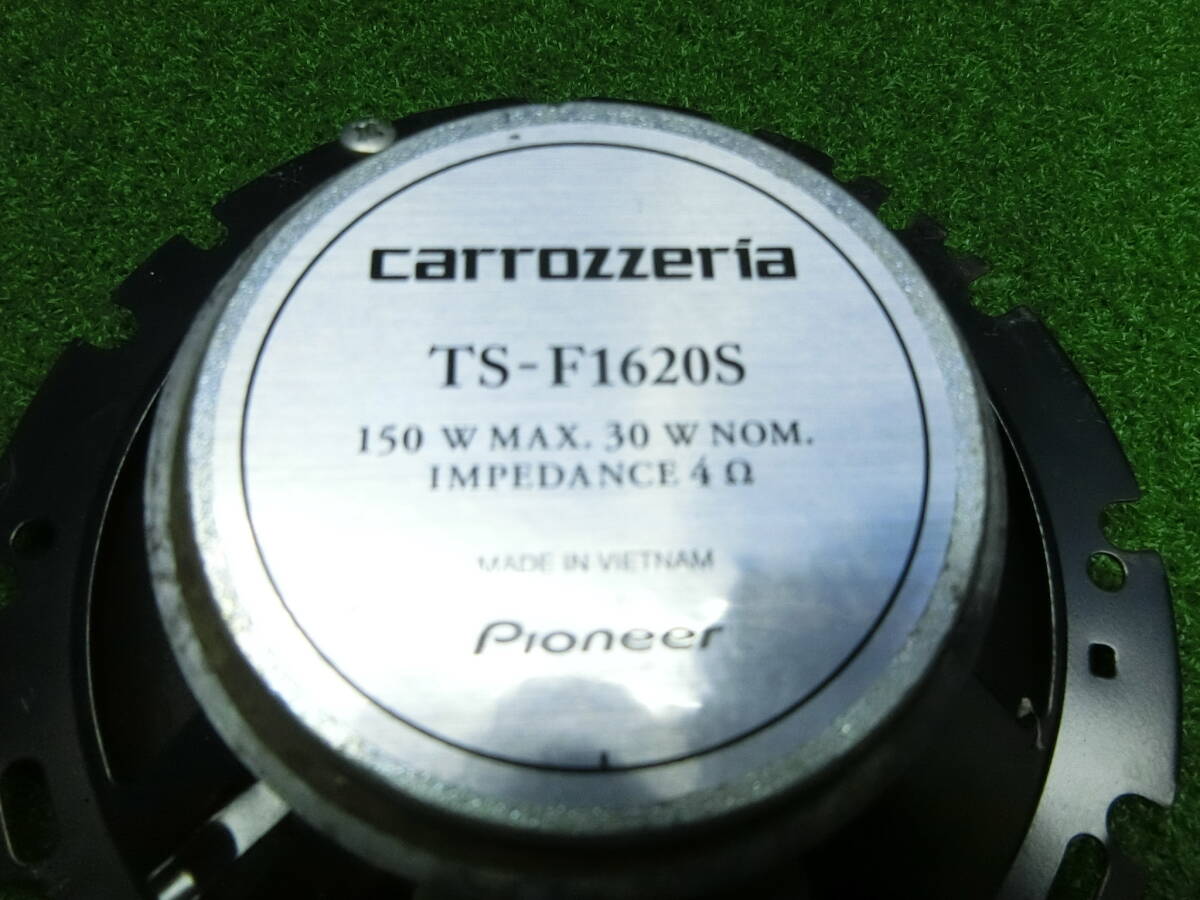 carrozzeria
TS-F1620S
150 W MAX. 30 W NOM.
IMPEDANCE 4 Ω
MADE IN VIETNAM
Pioneer